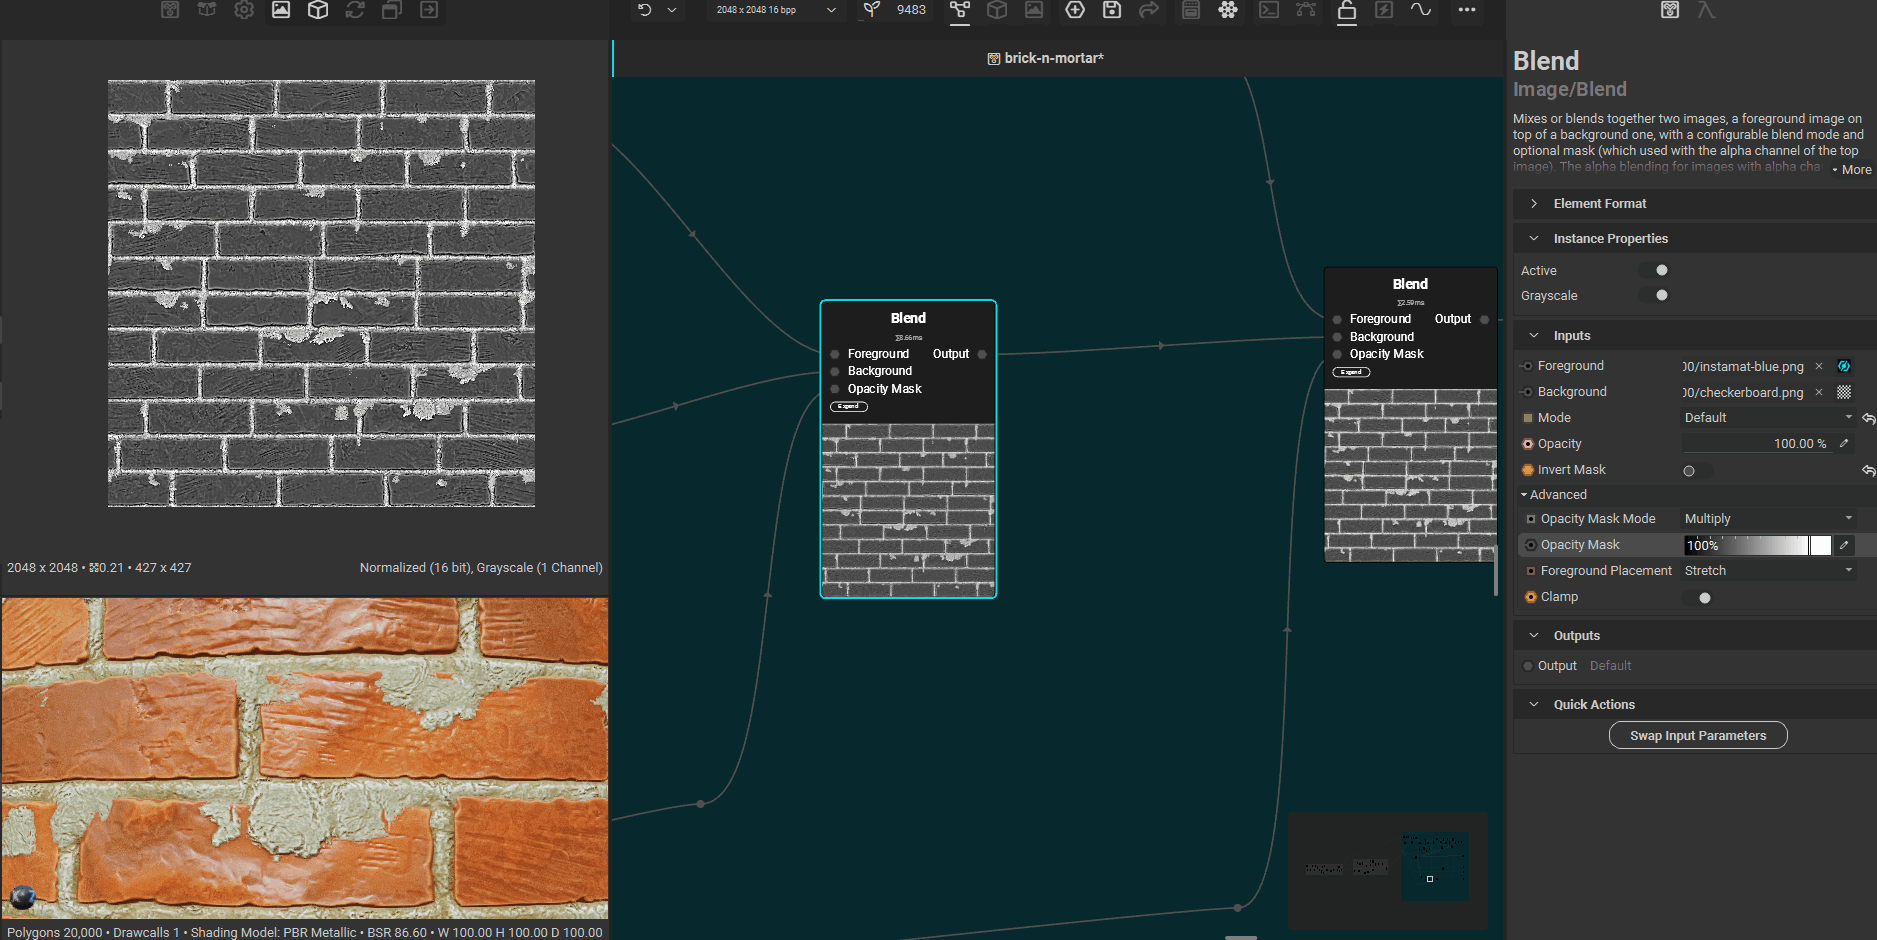 2048 x 2048 16 bpp
9483
brick-n-mortar*
2048 x 2048 • 0.21 • 427 x 427
Normalized (16 bit), Grayscale (1 Channel)
Polygons 20,000 • Drawcalls 1 • Shading Model: PBR Metallic • BSR 86.60 • W 100.00 H 100.00 D 100.00
Blend
Foreground Output
Background
Opacity Mask
Expand
Blend
2.59ms
Foreground Output
Background
Opacity Mask
Expand
Blend
Image/Blend
Mixes or blends together two images, a foreground image on
top of a background one, with a configurable blend mode and
optional mask (which used with the alpha channel of the top
image). The alpha blending for images with alpha cha
More
Element Format
Instance Properties
Active
Grayscale
Inputs
Foreground 00/instamat-blue.png
Background 00/checkerboard.png
Mode Default
Opacity 100.00 %
Invert Mask
Advanced
Opacity Mask Mode Multiply
Opacity Mask 100%
Foreground Placement Stretch
Clamp
Outputs
Output Default
Quick Actions
Swap Input Parameters